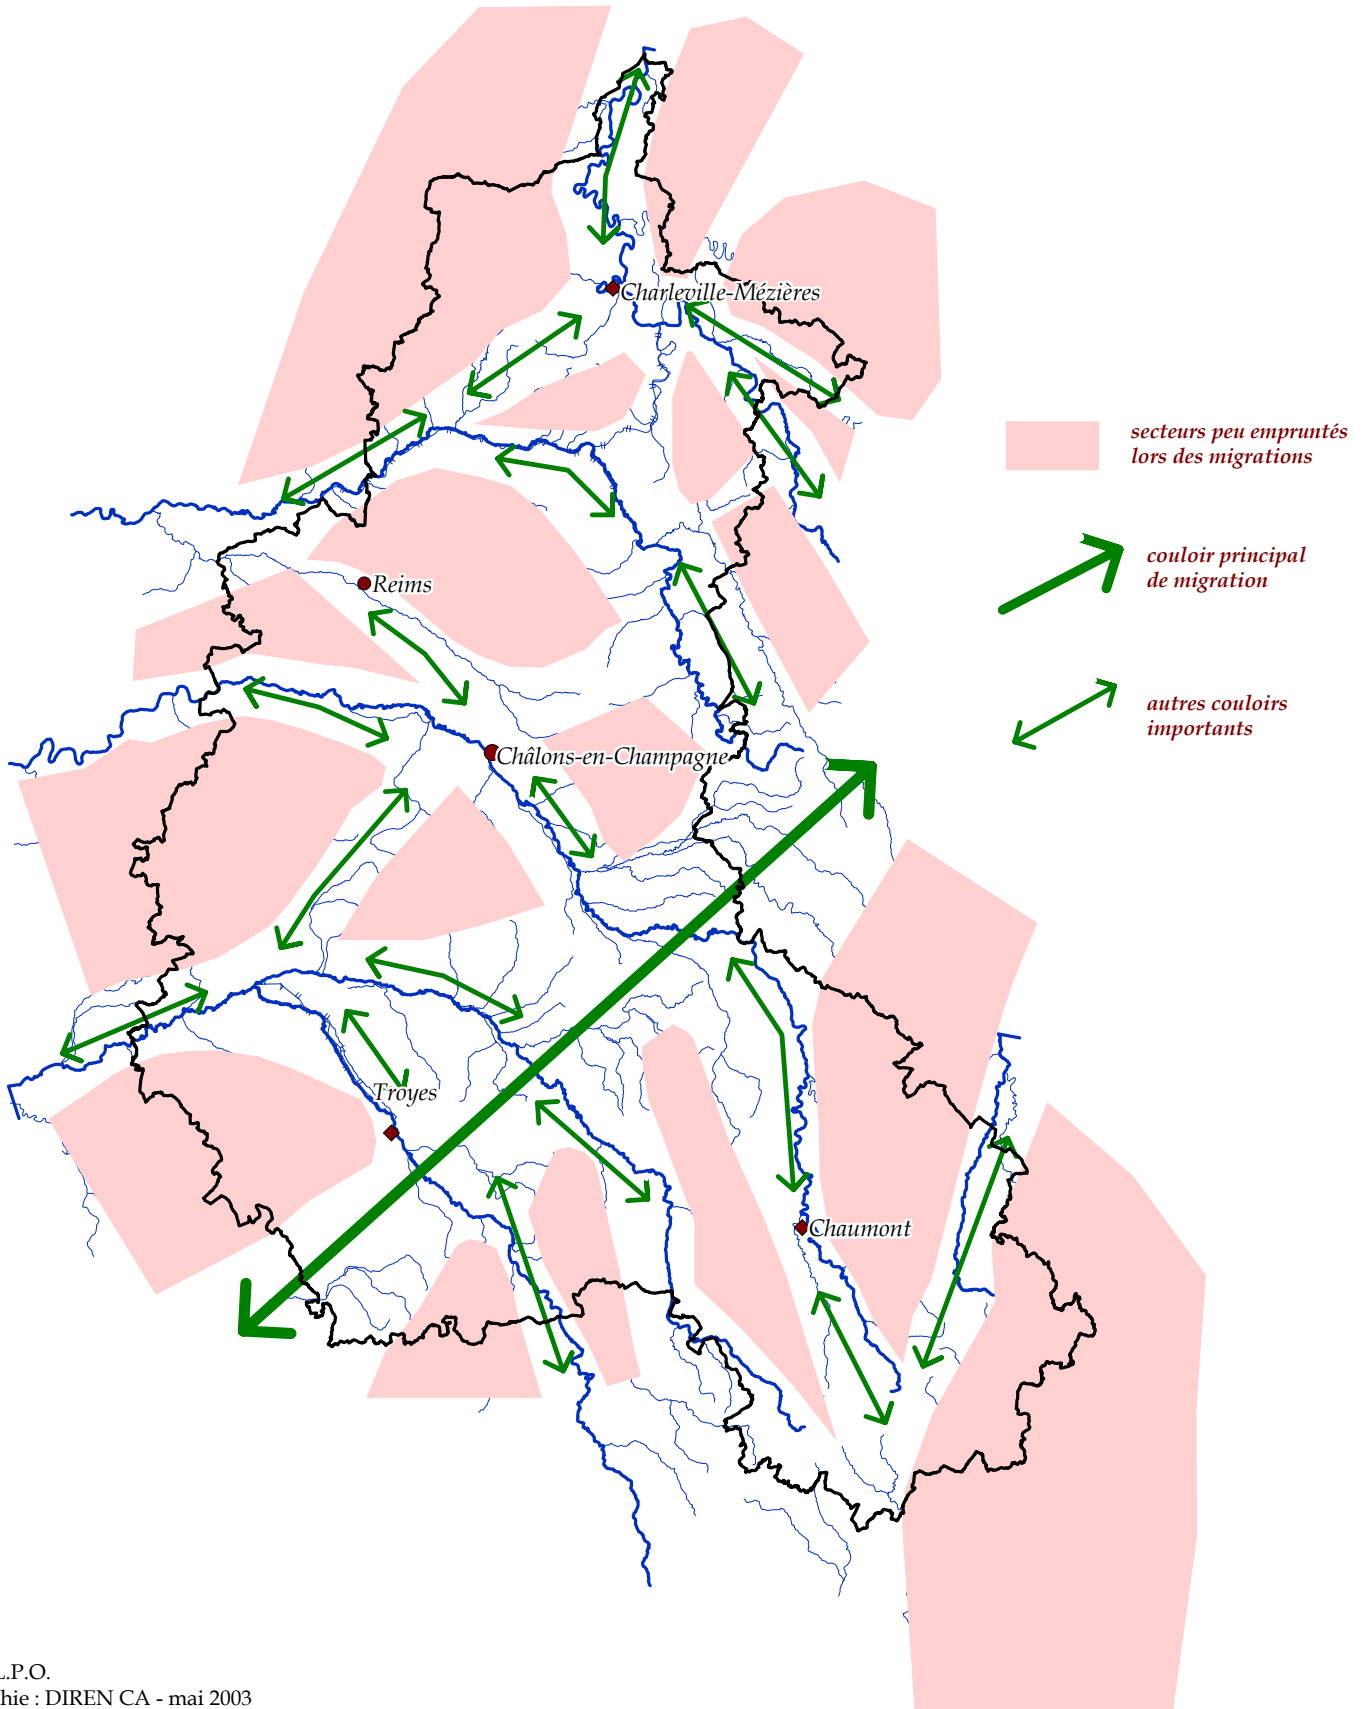 Charleville-Mézières
secteurs peu empruntés
lors des migrations
couloir principal
de migration
Reims
autres couloirs
importants
Châlons-en-Champagne
Troyes
Chaumont
L.P.O.
hie : DIREN CA - mai 2003